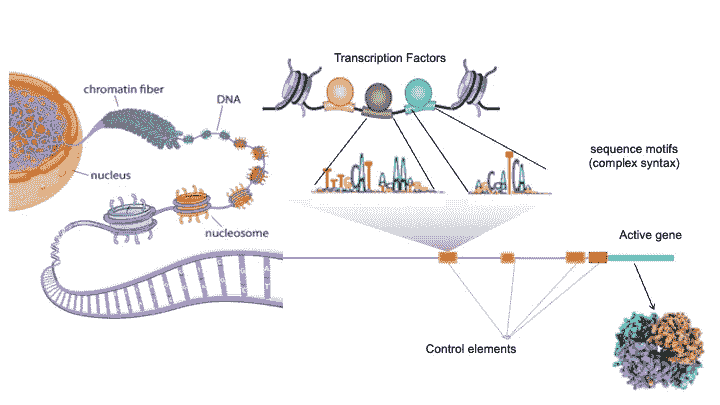 Transcription Factors
chromatin fiber
DNA
sequence motifs
(complex syntax)
nucleus
nucleosome
Active gene
Control elements